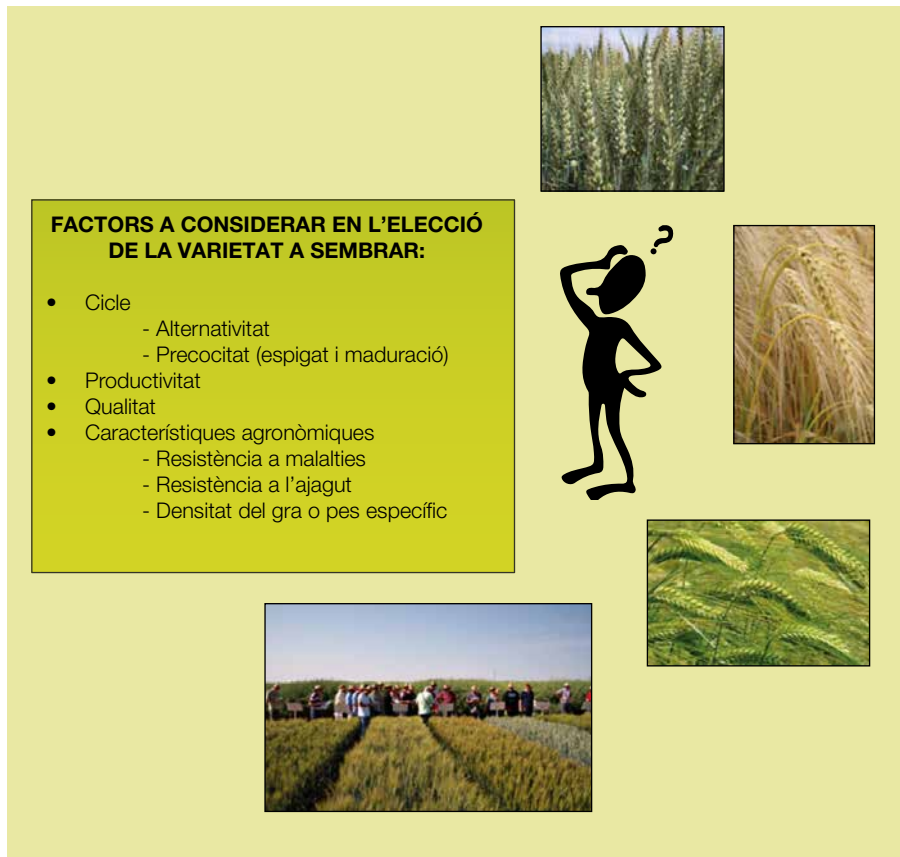 FACTORS A CONSIDERAR EN L'ELECCIÓ
DE LA VARIETAT A SEMBRAR:
• Cicle
- Alternativitat
- Precocitat (espigat i maduració)
• Productivitat
• Qualitat
• Característiques agronòmiques
- Resistència a malalties
- Resistència a l'ajagut
- Densitat del gra o pes específic
?